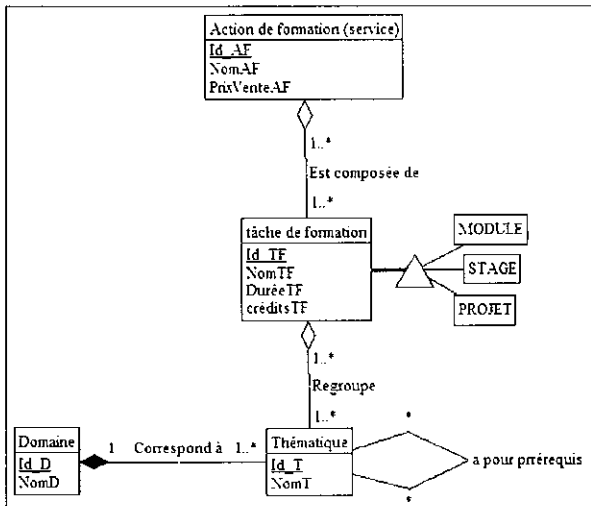 Action de formation (service)
Id_AF
NomAF
PrixVenteAF
1..*
Est composée de
1..*
tâche de formation
Id_TF
NomTF
DuréeTF
créditsTF
MODULE
STAGE
PROJET
1..*
Regroupe
1..*
Domaine
Id_D
NomD
1 Correspond à 1..*
Thématique
Id_T
NomT
*
a pour prrérequis
*